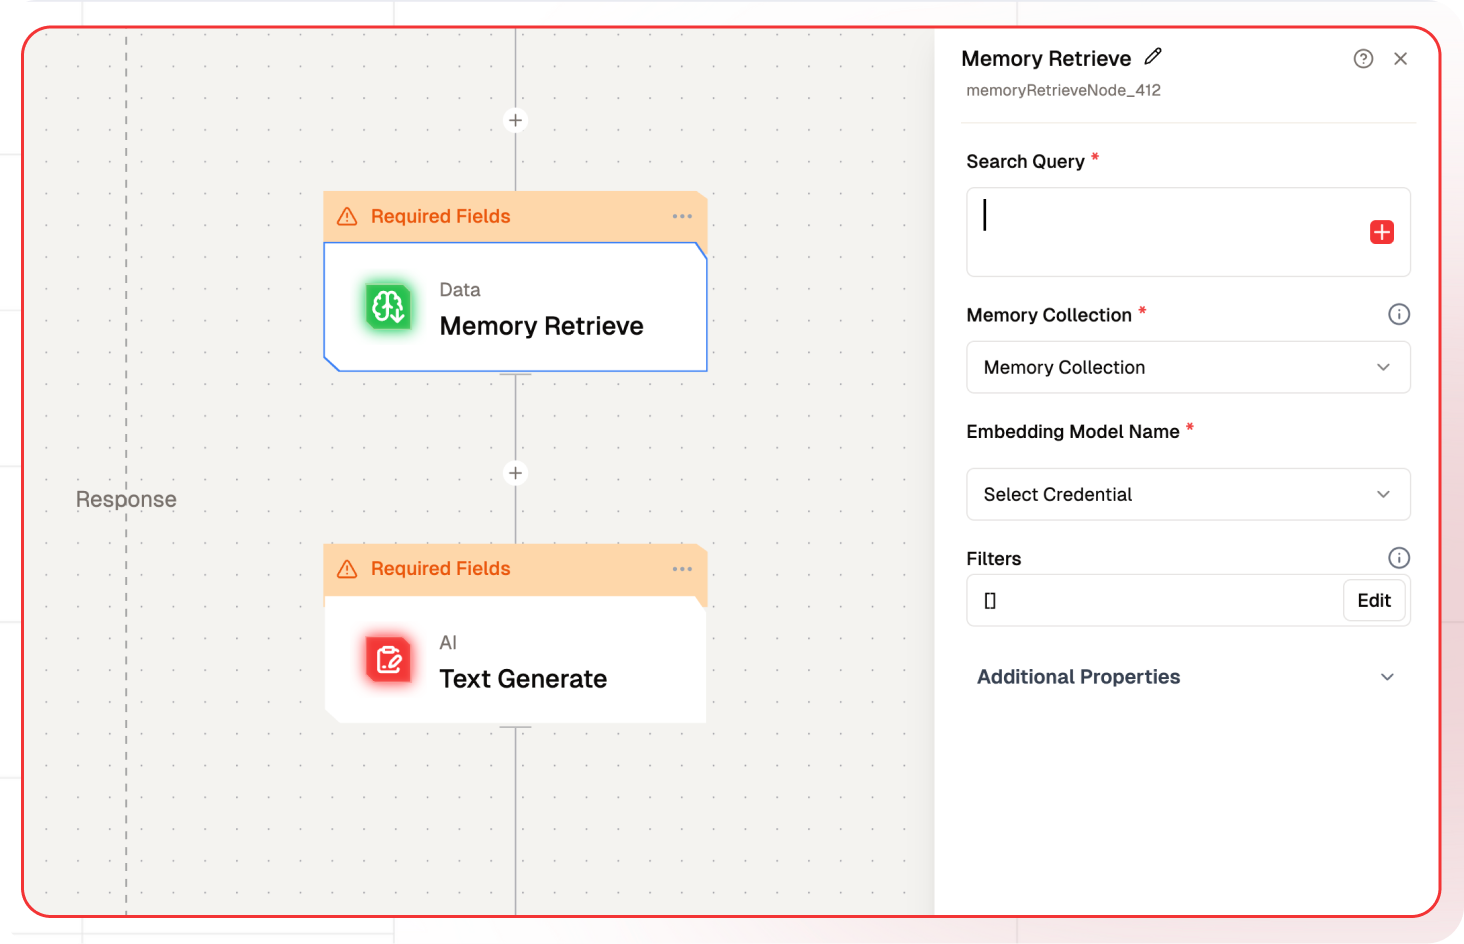 Required Fields
Data
Memory Retrieve
Response
Required Fields
AI
Text Generate
Memory Retrieve
memoryRetrieveNode_412
Search Query *
Memory Collection *
Memory Collection
Embedding Model Name *
Select Credential
Filters
[]
Edit
Additional Properties